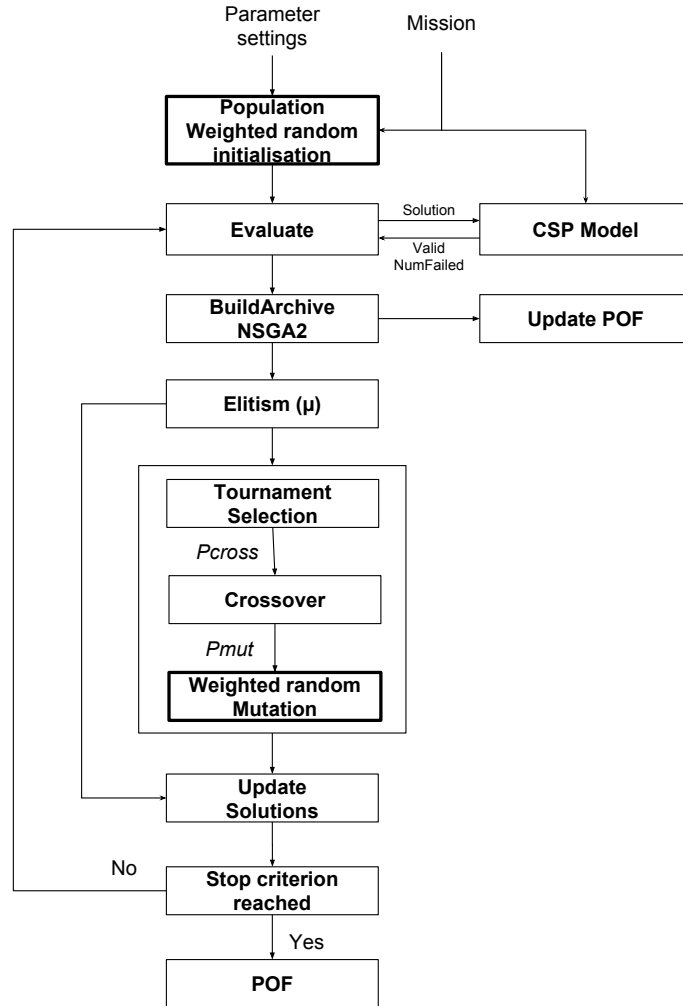 Parameter
settings
Mission
Population
Weighted random
initialisation
Evaluate
Solution
Valid
NumFailed
CSP Model
BuildArchive
NSGA2
Update POF
Elitism (μ)
Tournament
Selection
Pcross
Crossover
Pmut
Weighted random
Mutation
Update
Solutions
No
Stop criterion
reached
Yes
POF